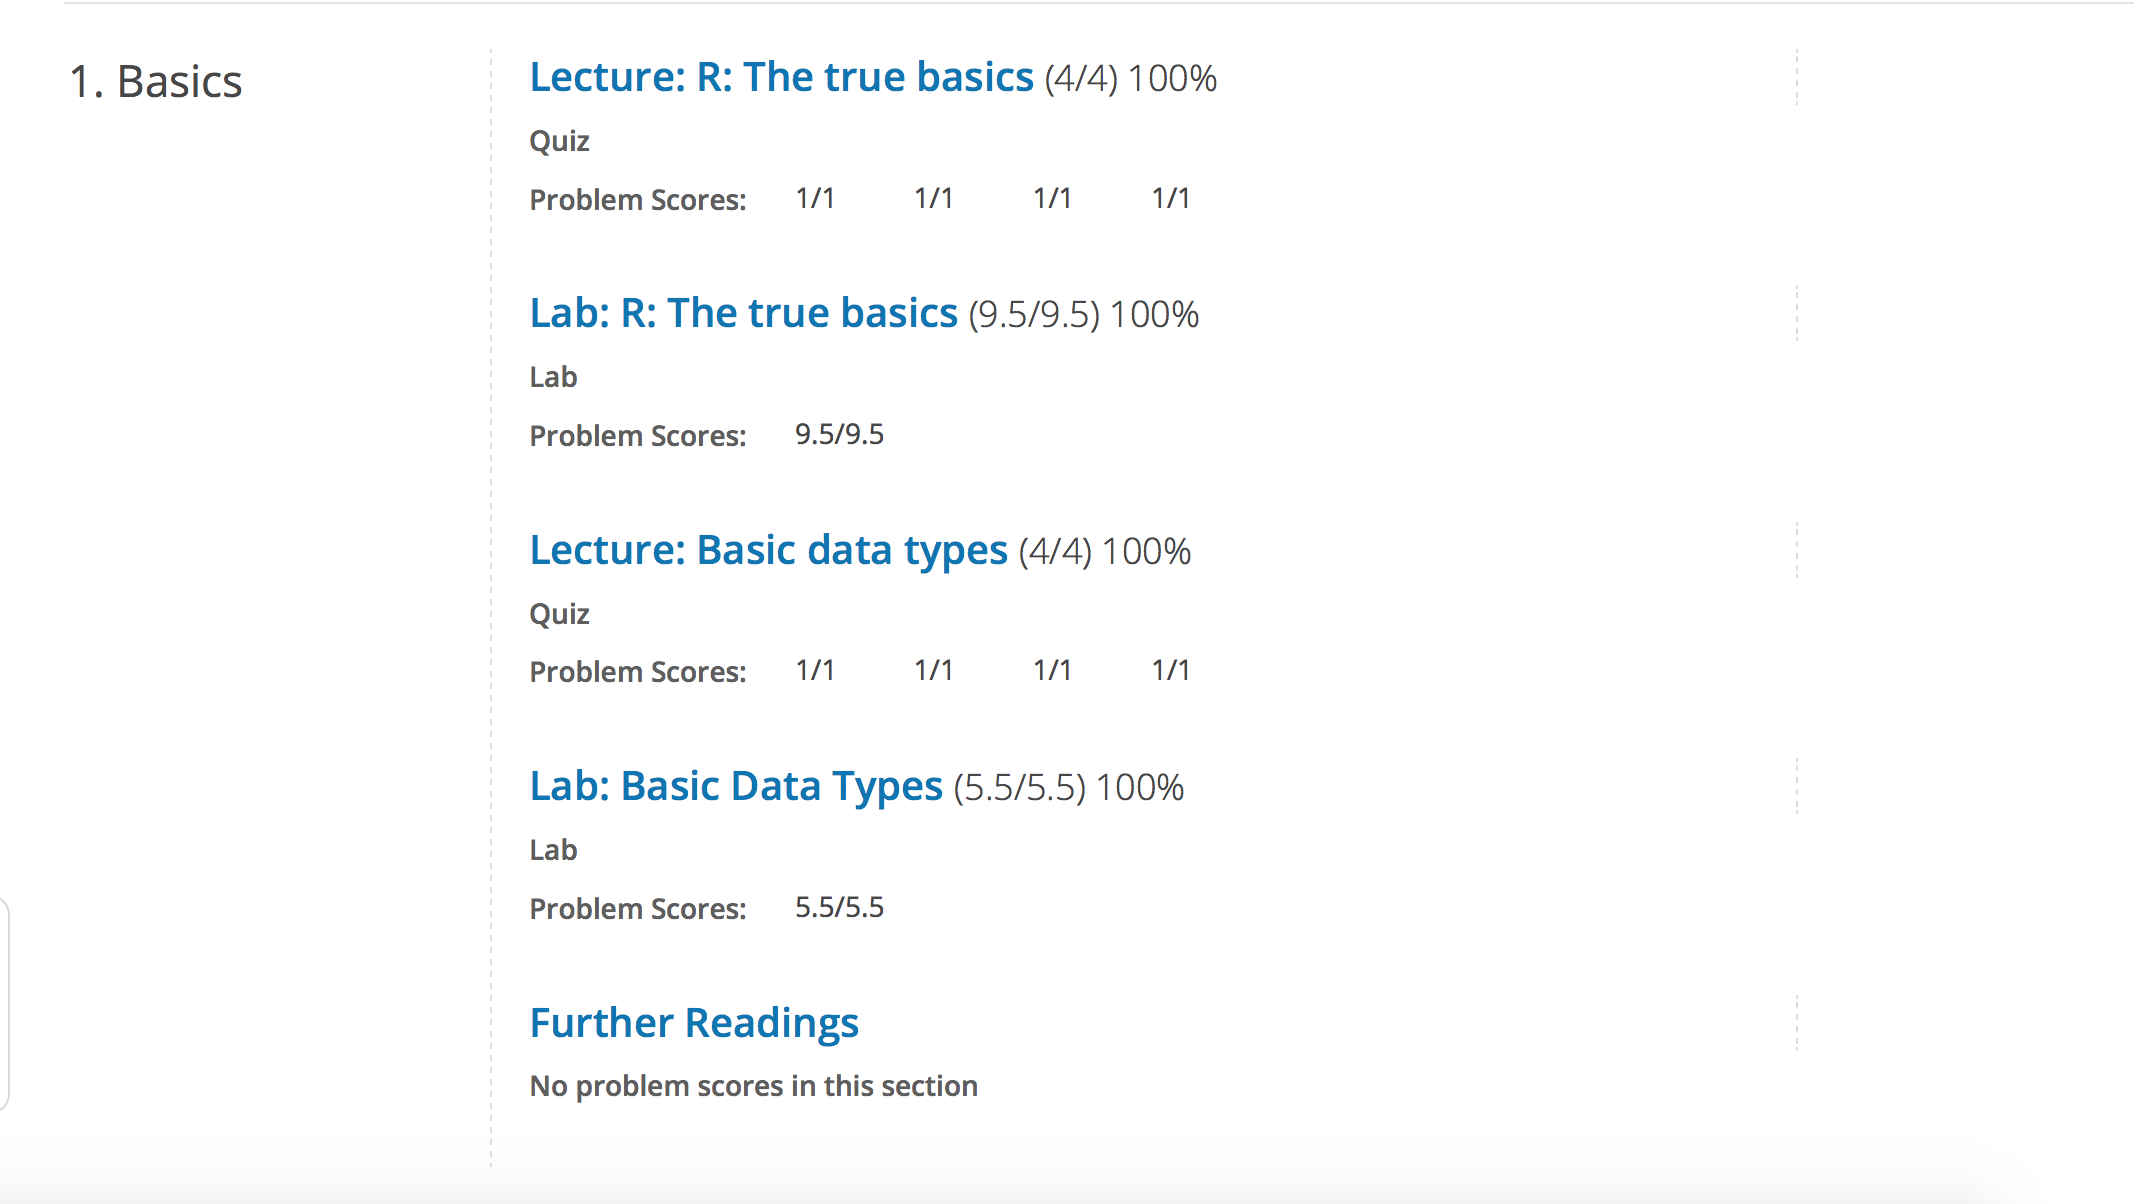 1. Basics
Lecture: R: The true basics (4/4) 100%
Quiz
Problem Scores: 1/1 1/1 1/1 1/1
Lab: R: The true basics (9.5/9.5) 100%
Lab
Problem Scores: 9.5/9.5
Lecture: Basic data types (4/4) 100%
Quiz
Problem Scores: 1/1 1/1 1/1 1/1
Lab: Basic Data Types (5.5/5.5) 100%
Lab
Problem Scores: 5.5/5.5
Further Readings
No problem scores in this section